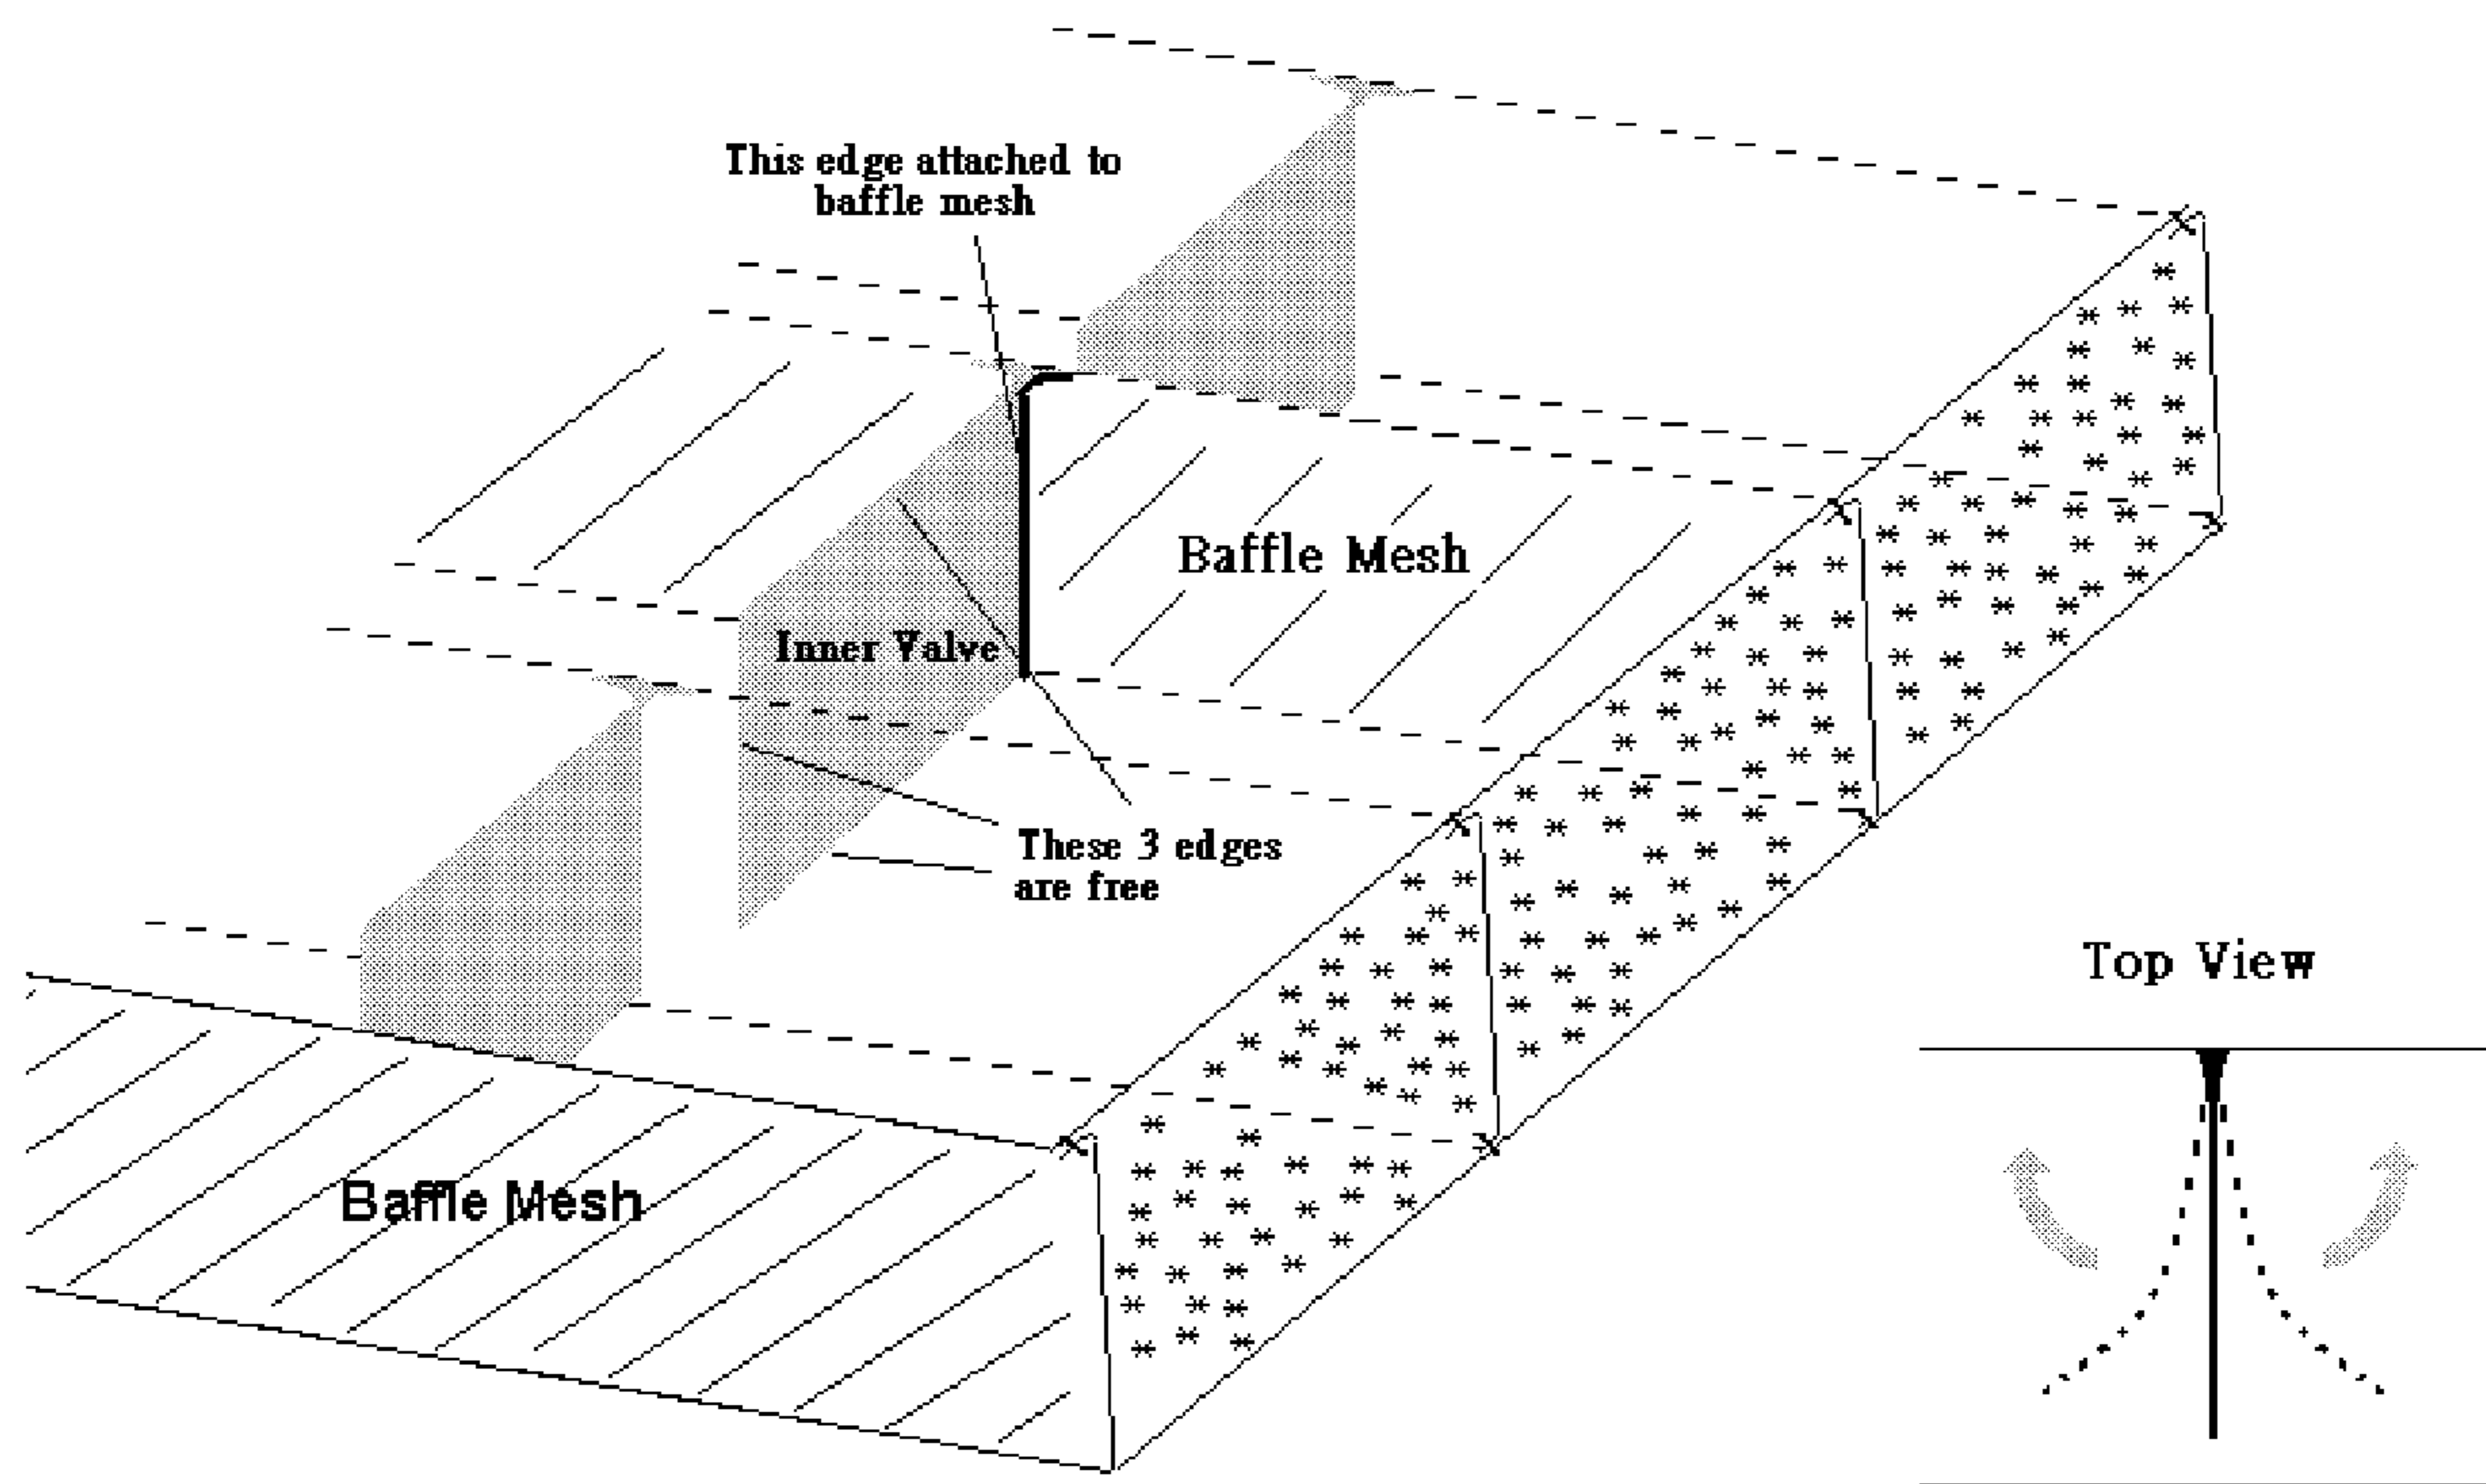 This edge attached to
baffle mesh
Baffle Mesh
Inner Valve
These 3 edges
are free
Top View
Baffle Mesh